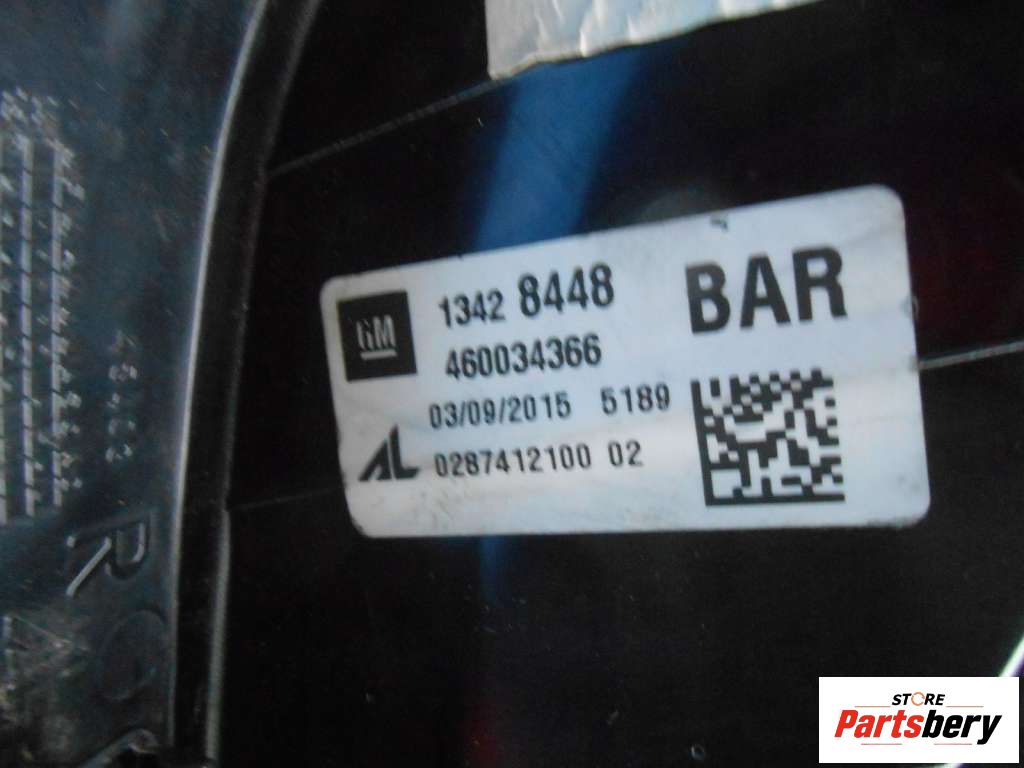 GM
1342 8448
BAR
460034366
03/09/2015 5189
AL
0287412100 02
R
STORE
Partsbery